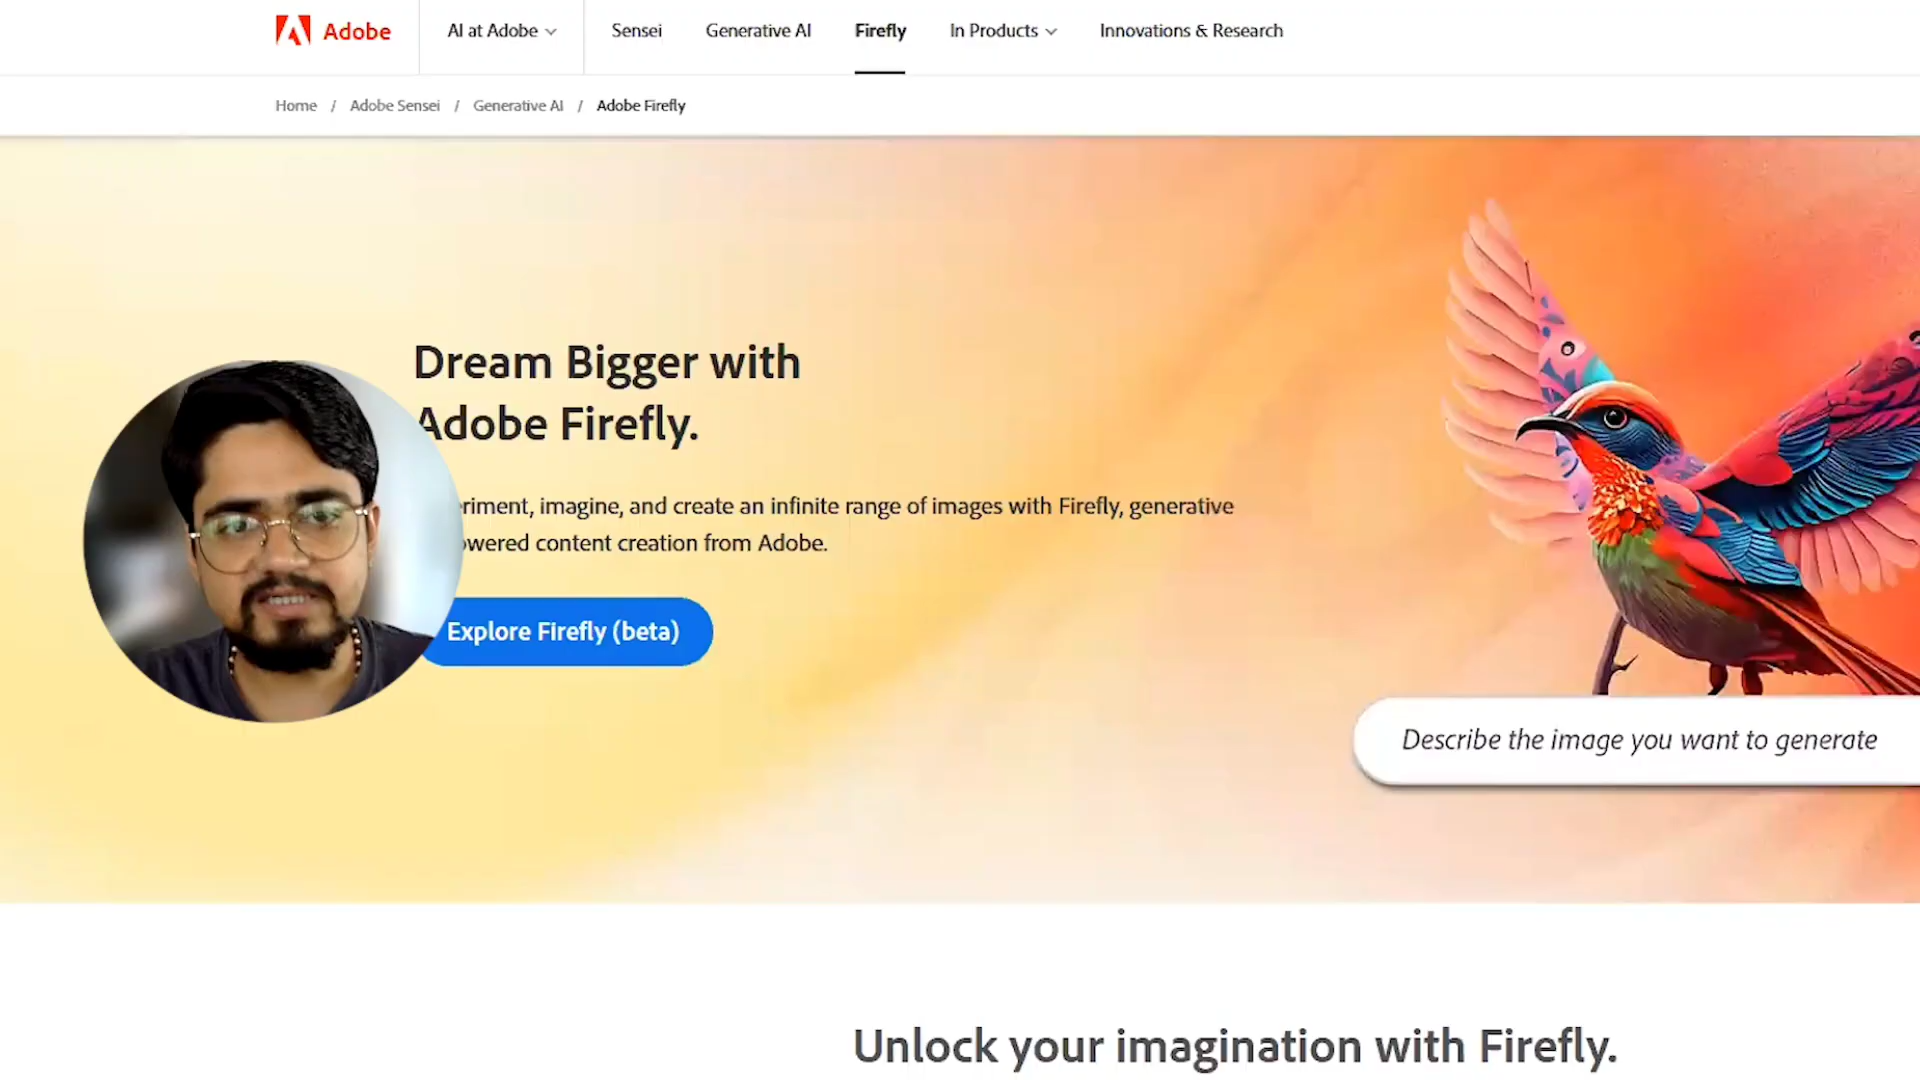 Adobe
AI at Adobe
Sensei
Generative AI
Firefly
In Products
Innovations & Research
Home / Adobe Sensei / Generative AI / Adobe Firefly
Dream Bigger with
Adobe Firefly.
riment, imagine, and create an infinite range of images with Firefly, generative
owered content creation from Adobe.
Explore Firefly (beta)
Describe the image you want to generate
Unlock your imagination with Firefly.